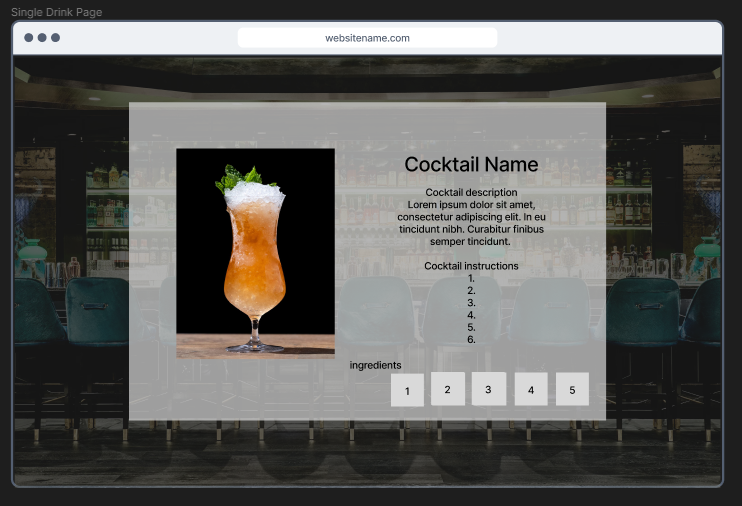 Single Drink Page
websitename.com
Cocktail Name
Cocktail description
Lorem ipsum dolor sit amet,
consectetur adipiscing elit. In eu
tincidunt nibh. Curabitur finibus
semper tincidunt.
Cocktail instructions
1.
2.
3.
4.
5.
6.
ingredients
1 2 3 4 5